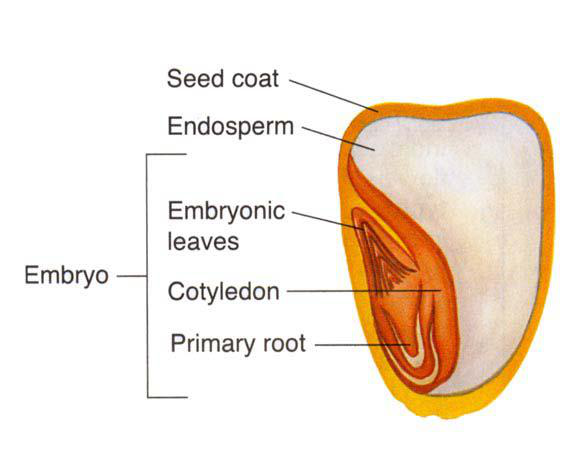 Seed coat
Endosperm
Embryonic
leaves
Embryo
Cotyledon
Primary root